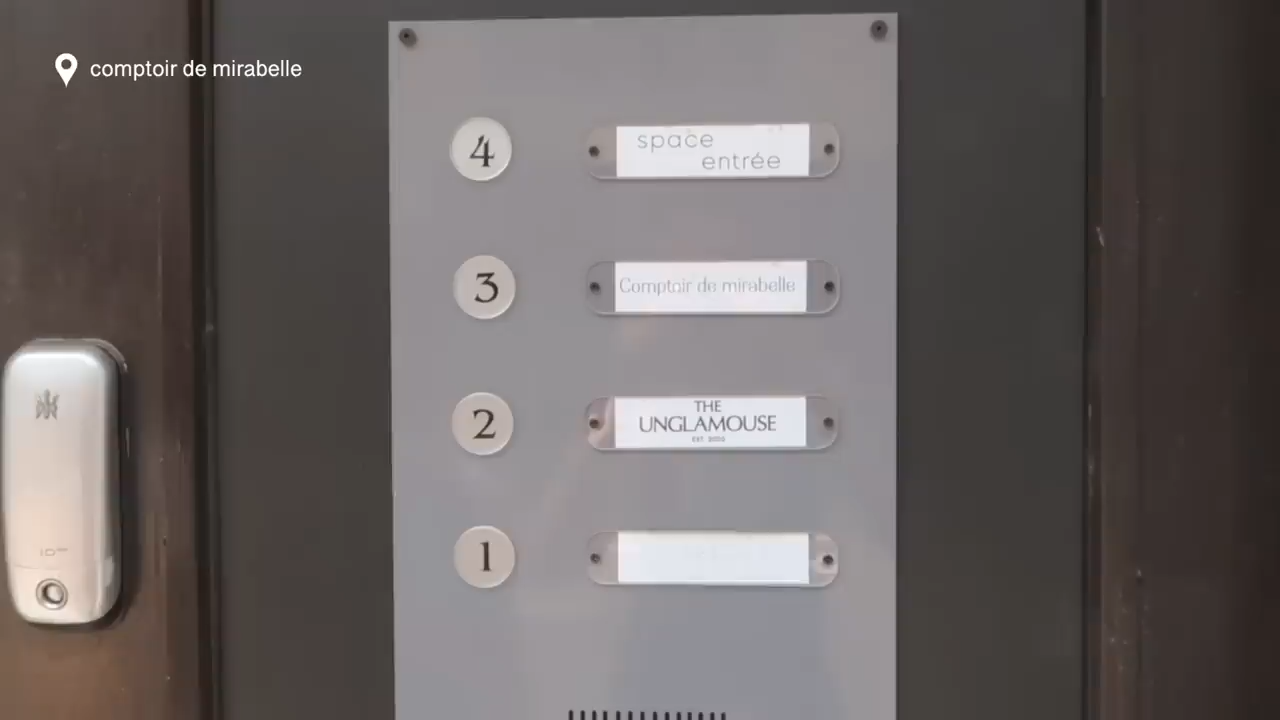 comptoir de mirabelle
4
space
entrée
3
Comptoir de mirabelle
2
THE
UNGLAMOUSE
1